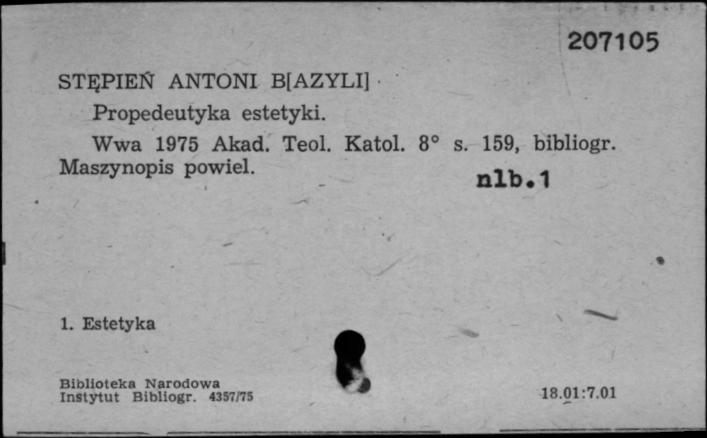 207105
STĘPIEŃ ANTONI B[AZYLI]
Propedeutyka estetyki.
Wwa 1975 Akad. Teol. Katol. 8° s. 159, bibliogr.
Maszynopis powiel.
nlb.1
1. Estetyka
Biblioteka Narodowa
Instytut Bibliogr. 4357/75
18.01:7.01